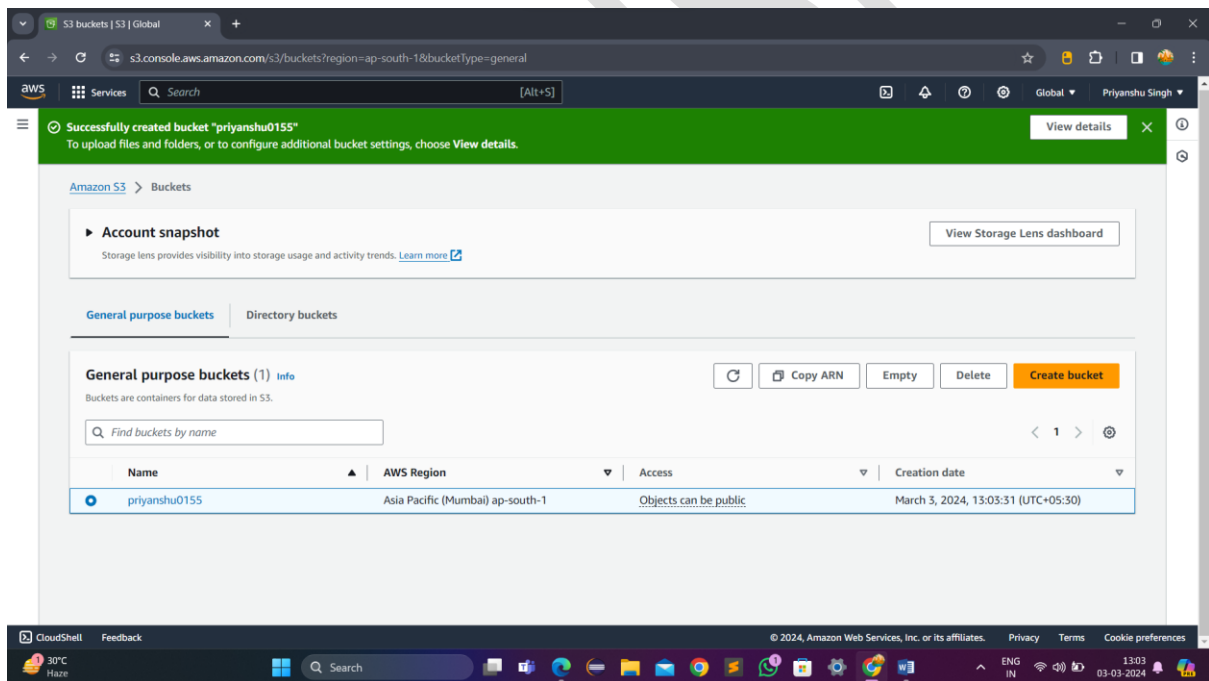 S3 buckets | S3 | Global
s3.console.aws.amazon.com/s3/buckets?region=ap-south-1&bucketType=general
aws Services Search [Alt+S] Global Priyanshu Singh
Successfully created bucket "priyanshu0155" View details
To upload files and folders, or to configure additional bucket settings, choose View details.
Amazon S3 > Buckets
Account snapshot View Storage Lens dashboard
Storage lens provides visibility into storage usage and activity trends. Learn more
General purpose buckets Directory buckets
General purpose buckets (1) Info Copy ARN Empty Delete Create bucket
Buckets are containers for data stored in S3.
Find buckets by name < 1 >
Name AWS Region Access Creation date
priyanshu0155 Asia Pacific (Mumbai) ap-south-1 Objects can be public March 3, 2024, 13:03:31 (UTC+05:30)
CloudShell Feedback © 2024, Amazon Web Services, Inc. or its affiliates. Privacy Terms Cookie preferences
1 30°C Search 1 ENG 13:03
Haze IN 03-03-2024